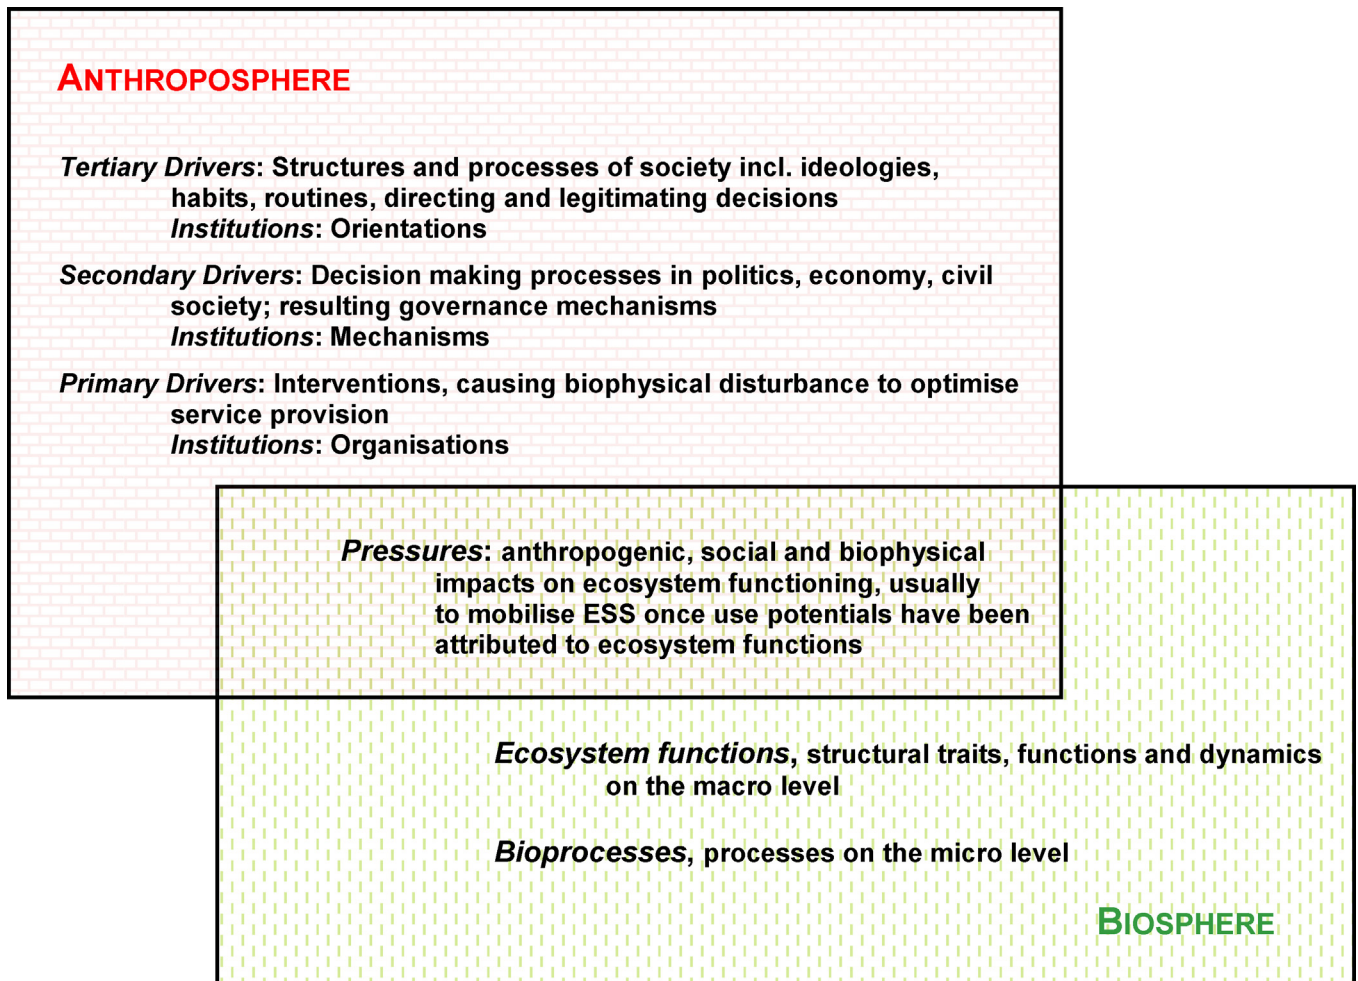 ANTHROPOSPHERE
Tertiary Drivers: Structures and processes of society incl. ideologies,
habits, routines, directing and legitimating decisions
Institutions: Orientations
Secondary Drivers: Decision making processes in politics, economy, civil
society; resulting governance mechanisms
Institutions: Mechanisms
Primary Drivers: Interventions, causing biophysical disturbance to optimise
service provision
Institutions: Organisations
Pressures: anthropogenic, social and biophysical
impacts on ecosystem functioning, usually
to mobilise ESS once use potentials have been
attributed to ecosystem functions
Ecosystem functions, structural traits, functions and dynamics
on the macro level
Bioprocesses, processes on the micro level
BIOSPHERE